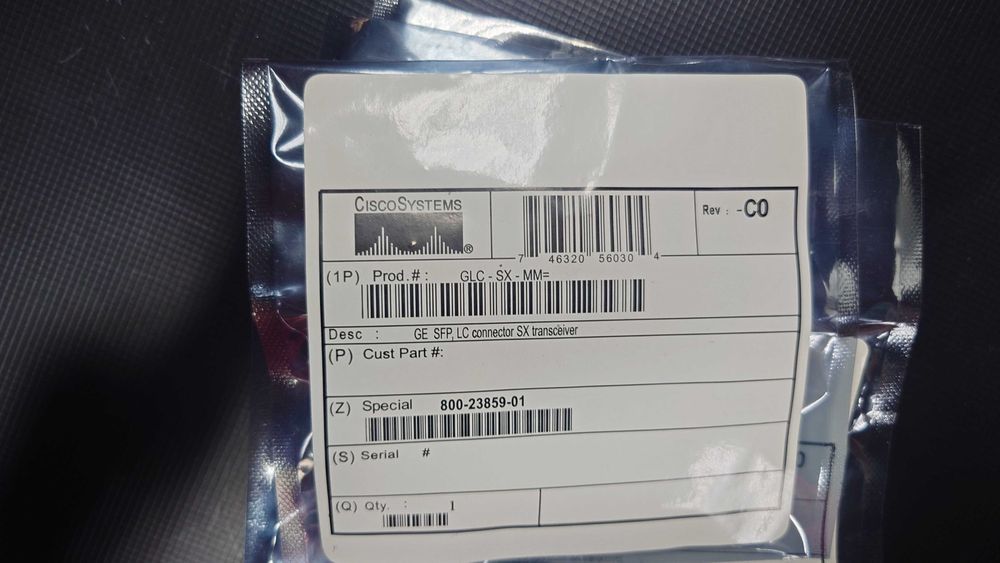 CISCOSYSTEMS
®
7 46320 56030 4
Rev : -C0
(1P) Prod.# : GLC - SX - MM=
Desc : GE SFP, LC connector SX transceiver
(P) Cust Part #:
(Z) Special 800-23859-01
(S) Serial #
(Q) Qty. : 1